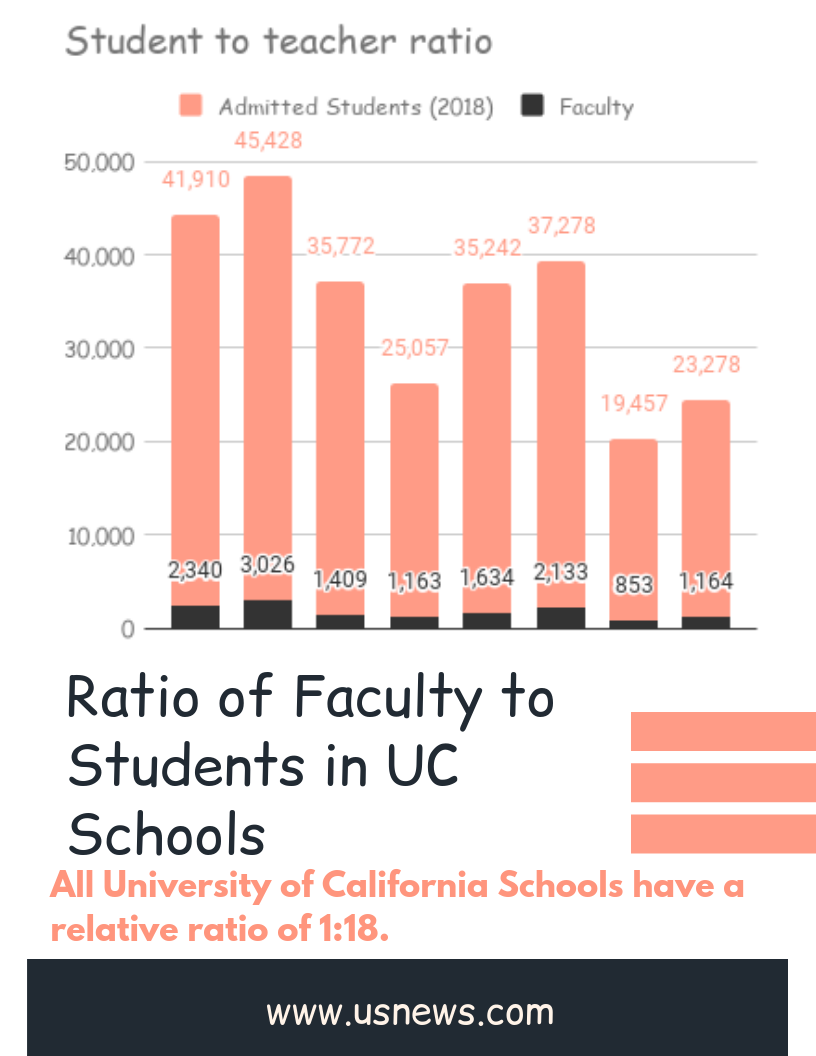 Student to teacher ratio
Admitted Students (2018) Faculty
45,428
50,000
41,910
37,278
35,772
35,242
40,000
25,057
30,000
23,278
19,457
20,000
10,000
2,340 3,026 1,409 1,163 1,634 2,133 853 1,164
0
Ratio of Faculty to
Students in UC
Schools
All University of California Schools have a
relative ratio of 1:18.
www.usnews.com